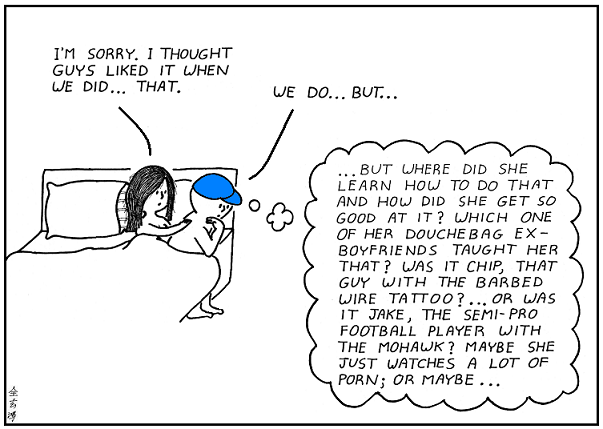 I'M SORRY. I THOUGHT
GUYS LIKED IT WHEN
WE DID... THAT.
WE DO... BUT...
...BUT WHERE DID SHE
LEARN HOW TO DO THAT
AND HOW DID SHE GET SO
GOOD AT IT? WHICH ONE
OF HER DOUCHEBAG EX-
BOYFRIENDS TAUGHT HER
THAT? WAS IT CHIP, THAT
GUY WITH THE BARBED
WIRE TATTOO?... OR WAS
IT JAKE, THE SEMI-PRO
FOOTBALL PLAYER WITH
THE MOHAWK? MAYBE SHE
JUST WATCHES A LOT OF
PORN; OR MAYBE...